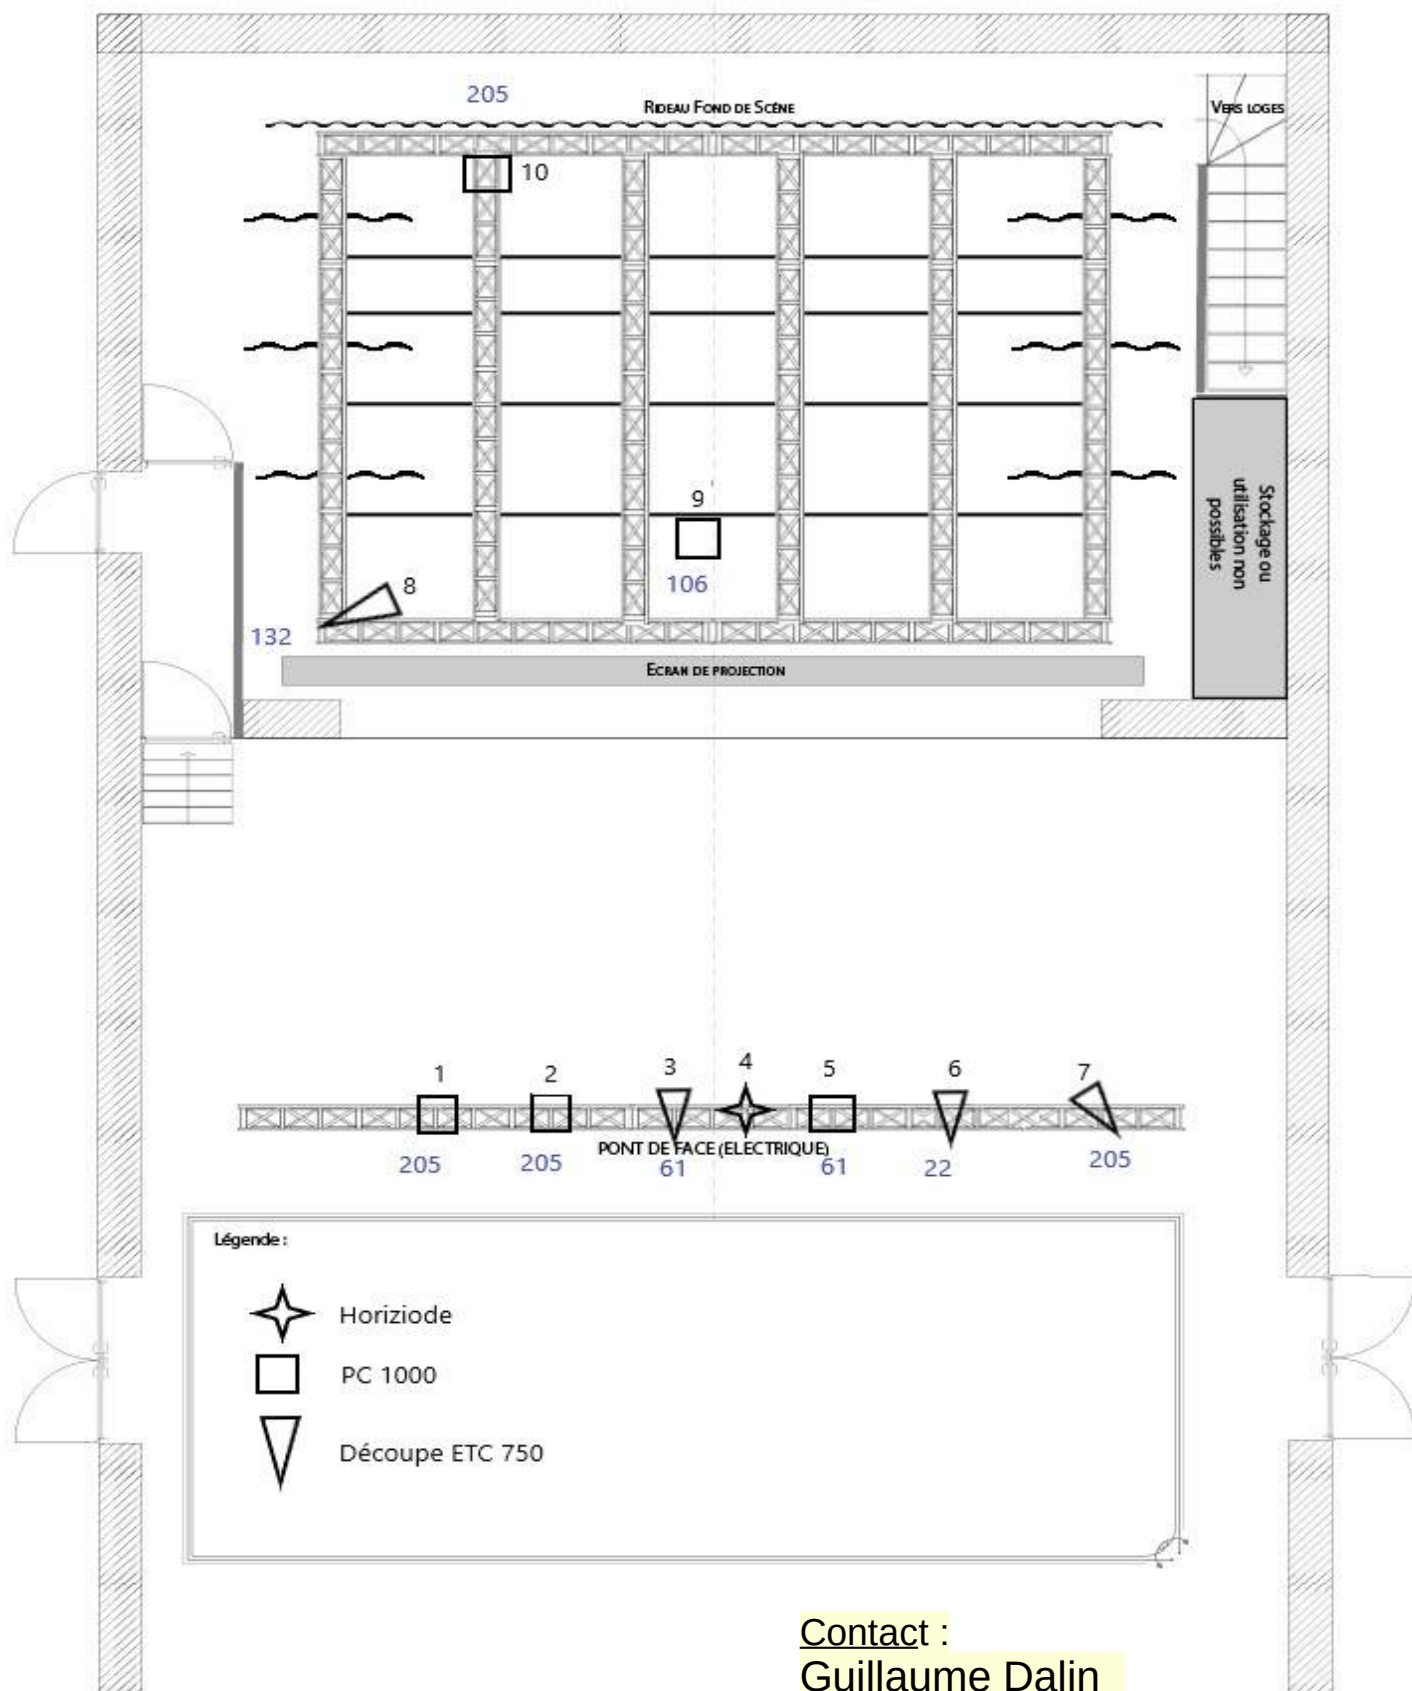 205
RIDEAU FOND DE SCÈNE
VERS LOGES
10
9
106
8
132
Stockage ou
utilisation non
possibles
ECRAN DE PROJECTION
1 2 3 4 5 6 7
PONT DE FACE (ELECTRIQUE)
205 205 61 61 22 205
Légende :
Horiziode
PC 1000
Découpe ETC 750
Contact :
Guillaume Dalin